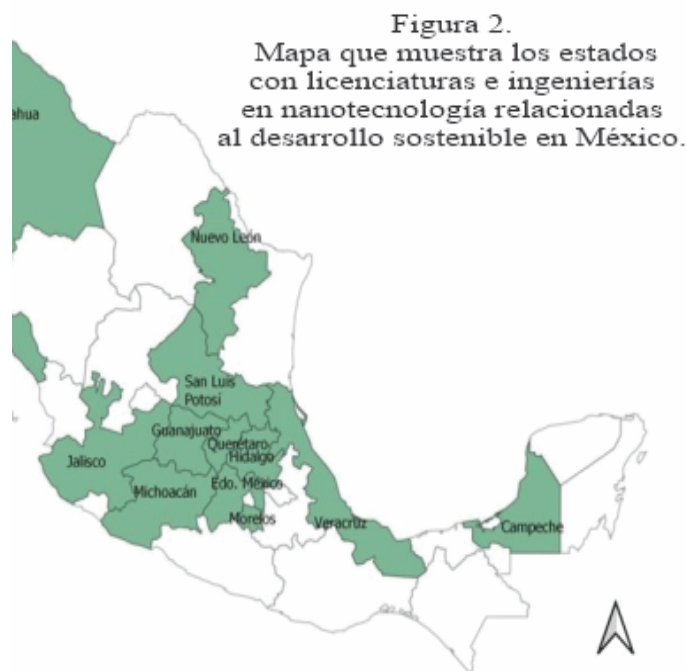 Figura 2.
Mapa que muestra los estados
con licenciaturas e ingenierías
en nanotecnología relacionadas
al desarrollo sostenible en México.
ahua
Nuevo León
San Luis
Potosí
Guanajuato
Querétaro
Hidalgo
Jalisco
Edo. México
Michoacán
Morelos
Veracruz
Campeche